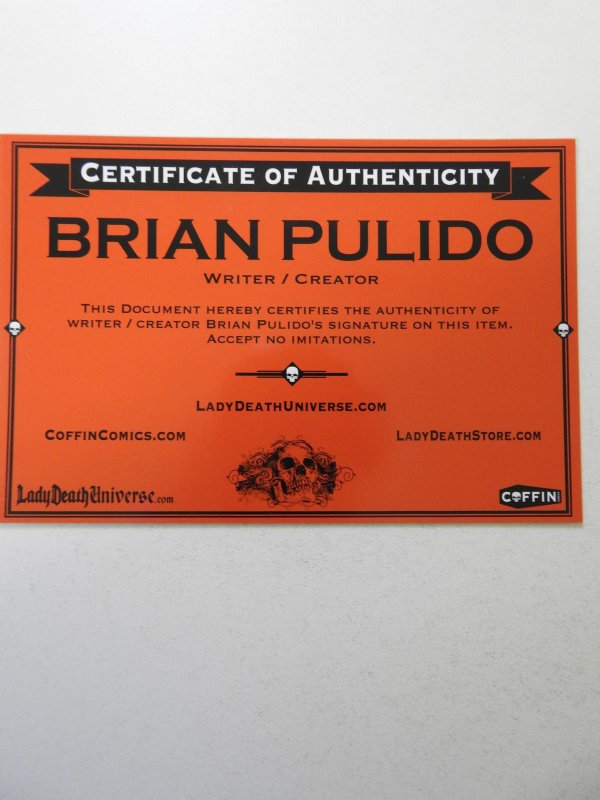 CERTIFICATE OF AUTHENTICITY
BRIAN PULIDO
WRITER / CREATOR
THIS DOCUMENT HEREBY CERTIFIES THE AUTHENTICITY OF
WRITER / CREATOR BRIAN PULIDO'S SIGNATURE ON THIS ITEM.
ACCEPT NO IMITATIONS.
LADYDEATHUNIVERSE.COM
COFFINCOMICS.COM
LADYDEATHSTORE.COM
LadyDeathUniverse.com
COFFIN